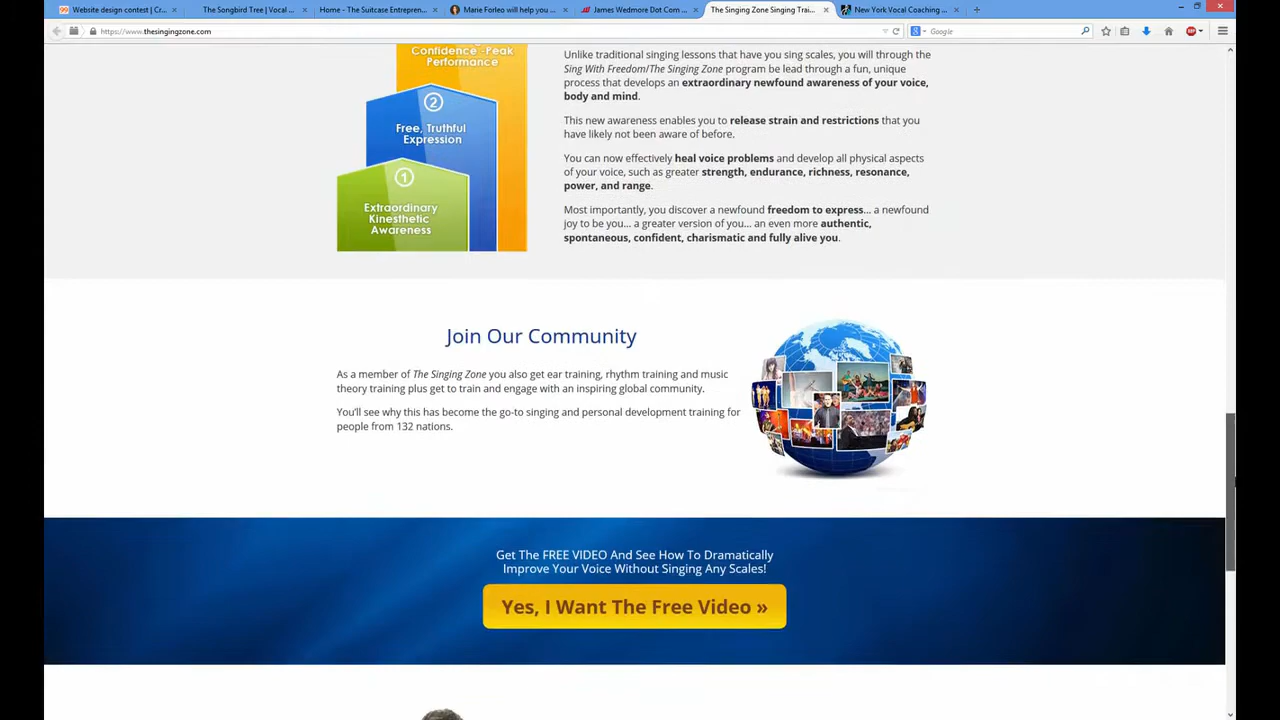 Website design contest | Cr...
The Songbird Tree | Vocal ...
Home - The Suitcase Entrepren...
Marie Forleo will help you ...
James Wedmore Dot Com ...
The Singing Zone Singing Trai...
New York Vocal Coaching ...
https://www.thesingingzone.com
Google
Confidence -Peak
Performance
2
Free, Truthful
Expression
1
Extraordinary
Kinesthetic
Awareness
Unlike traditional singing lessons that have you sing scales, you will through the
Sing With Freedom/The Singing Zone program be lead through a fun, unique
process that develops an extraordinary newfound awareness of your voice,
body and mind.
This new awareness enables you to release strain and restrictions that you
have likely not been aware of before.
You can now effectively heal voice problems and develop all physical aspects
of your voice, such as greater strength, endurance, richness, resonance,
power, and range.
Most importantly, you discover a newfound freedom to express... a newfound
joy to be you... a greater version of you... an even more authentic,
spontaneous, confident, charismatic and fully alive you.
Join Our Community
As a member of The Singing Zone you also get ear training, rhythm training and music
theory training plus get to train and engage with an inspiring global community.
You'll see why this has become the go-to singing and personal development training for
people from 132 nations.
Get The FREE VIDEO And See How To Dramatically
Improve Your Voice Without Singing Any Scales!
Yes, I Want The Free Video »